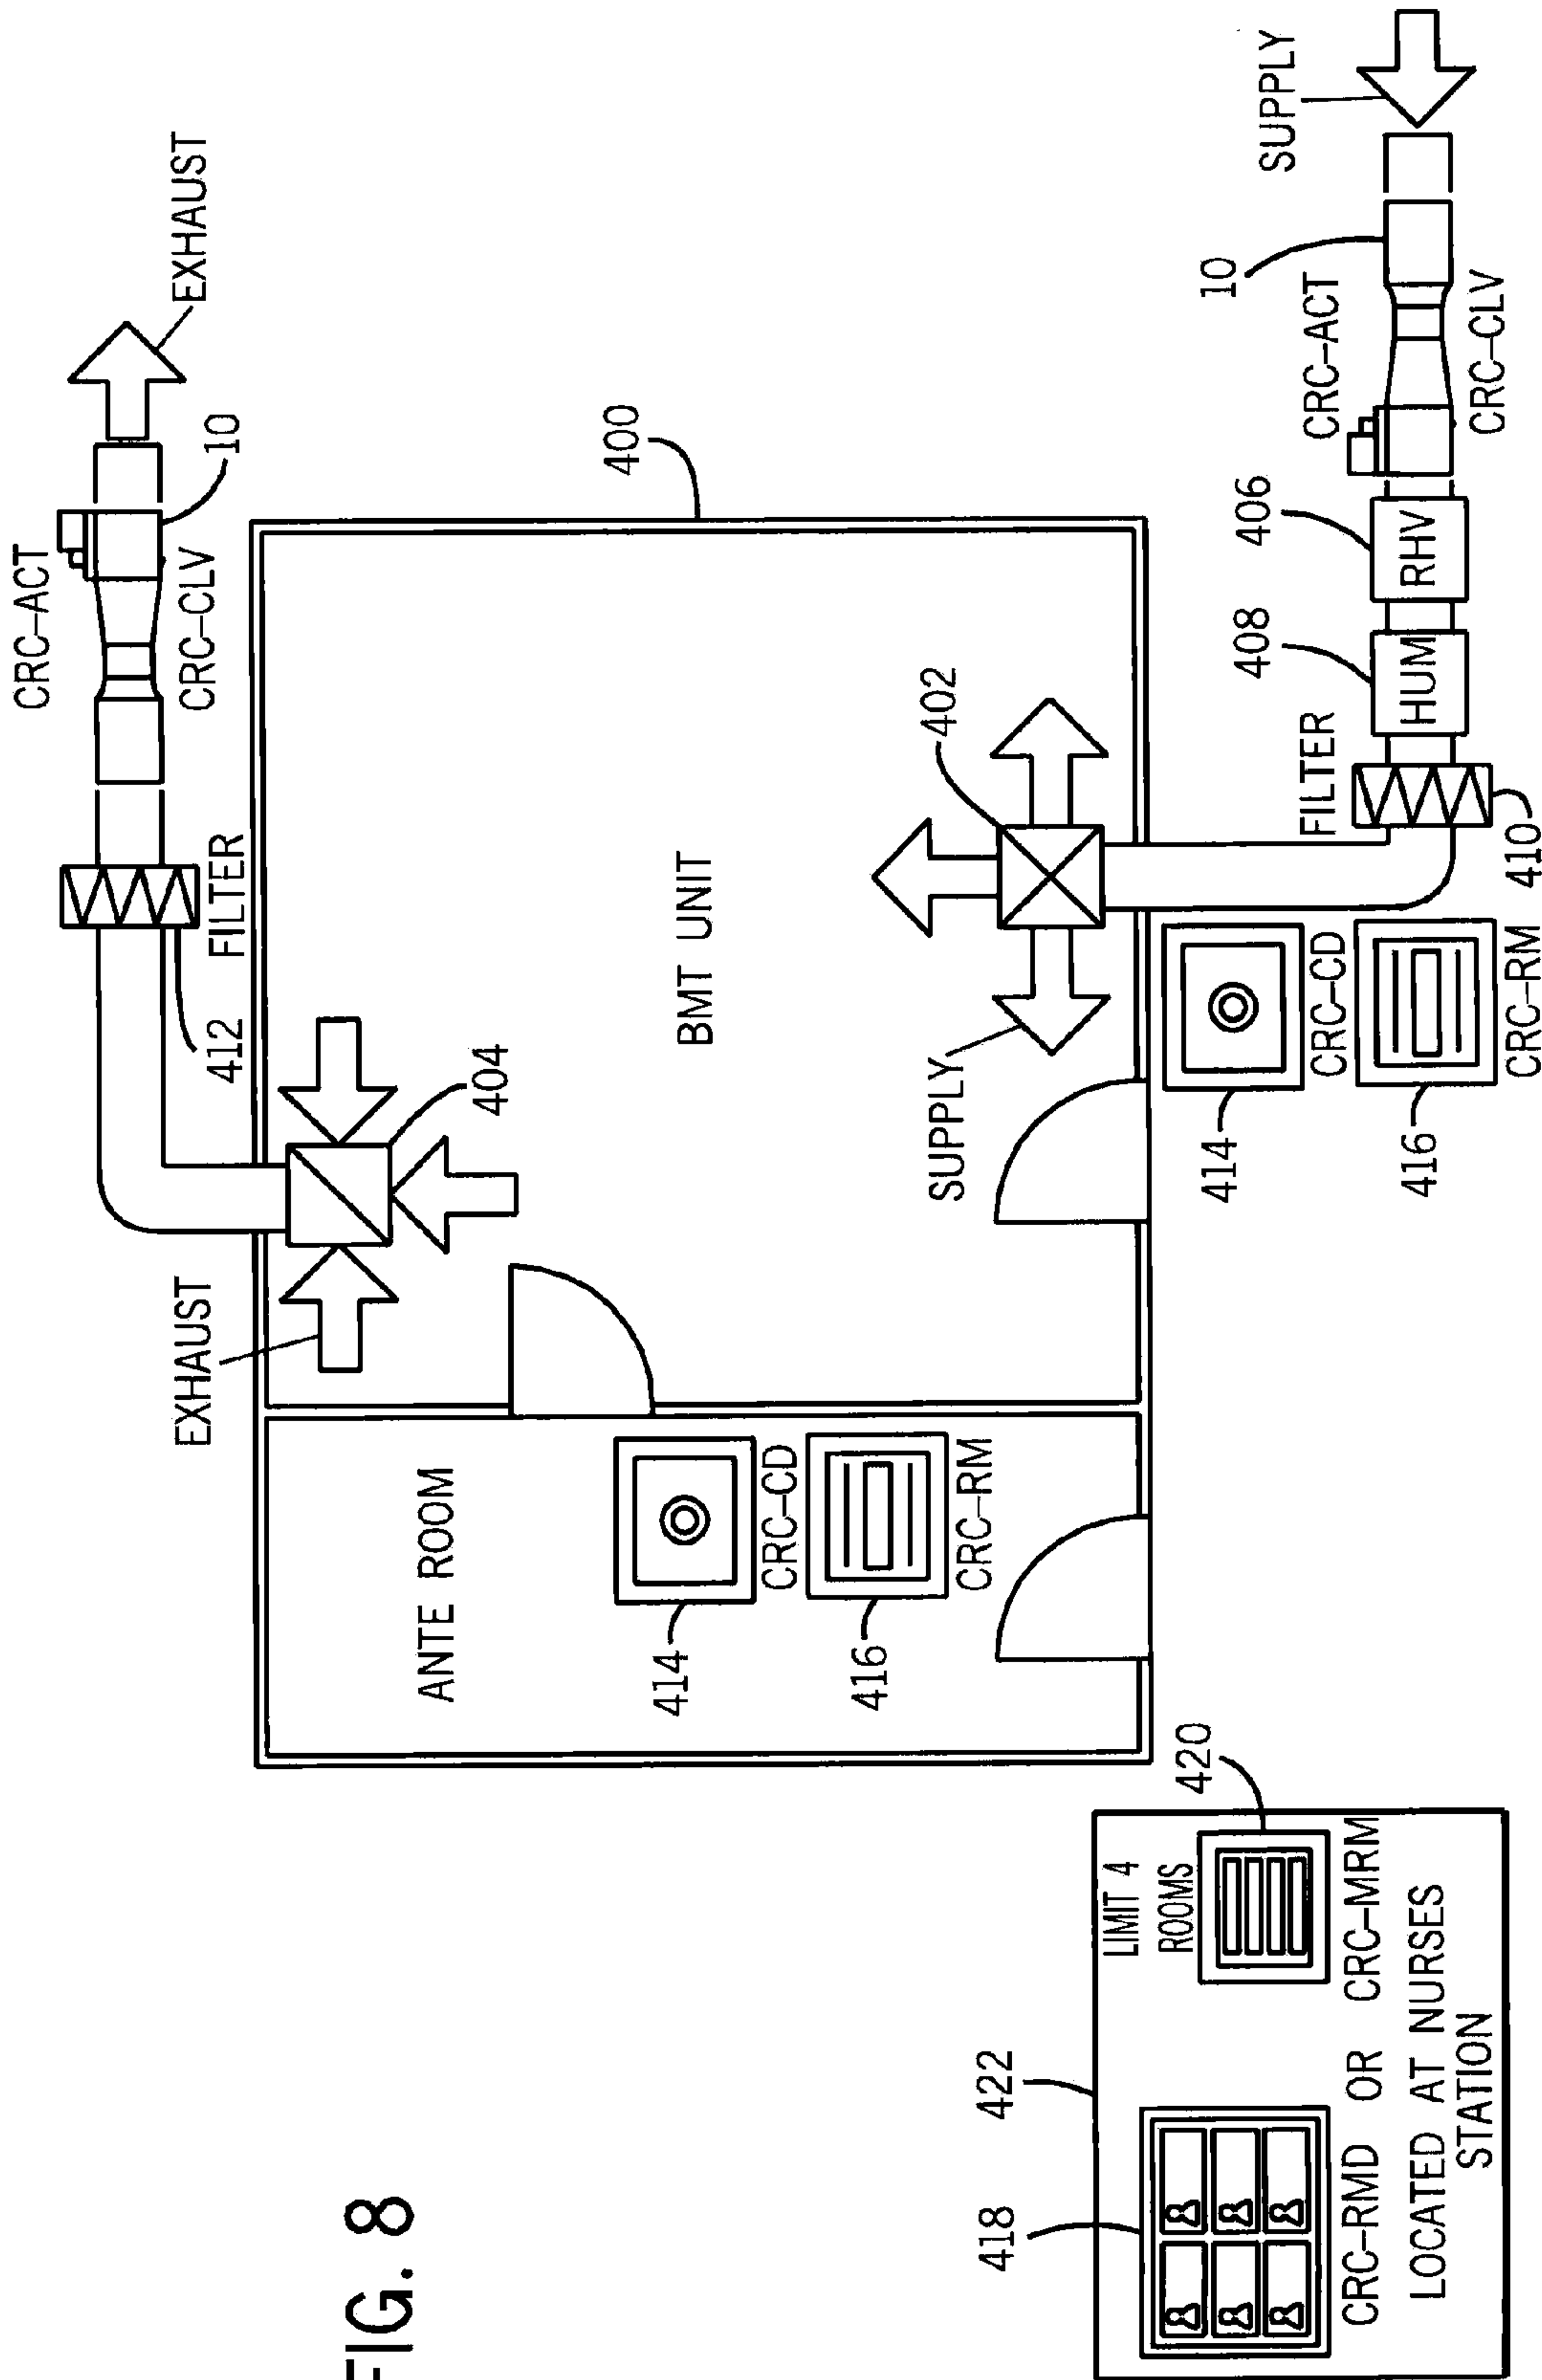 FIG. 8
CRC-ACT
EXHAUST
10
CRC-CLV
FILTER
412
EXHAUST
404
400
ANTE ROOM
BMT UNIT
414
CRC-CD
416
CRC-RM
402
SUPPLY
SUPPLY
10
CRC-ACT
CRC-CLV
406
RHV
408
HUM
FILTER
410
414
CRC-CD
416
CRC-RM
422
418
420
LIMIT 4
ROOMS
CRC-RMD OR CRC-MRM
LOCATED AT NURSES
STATION